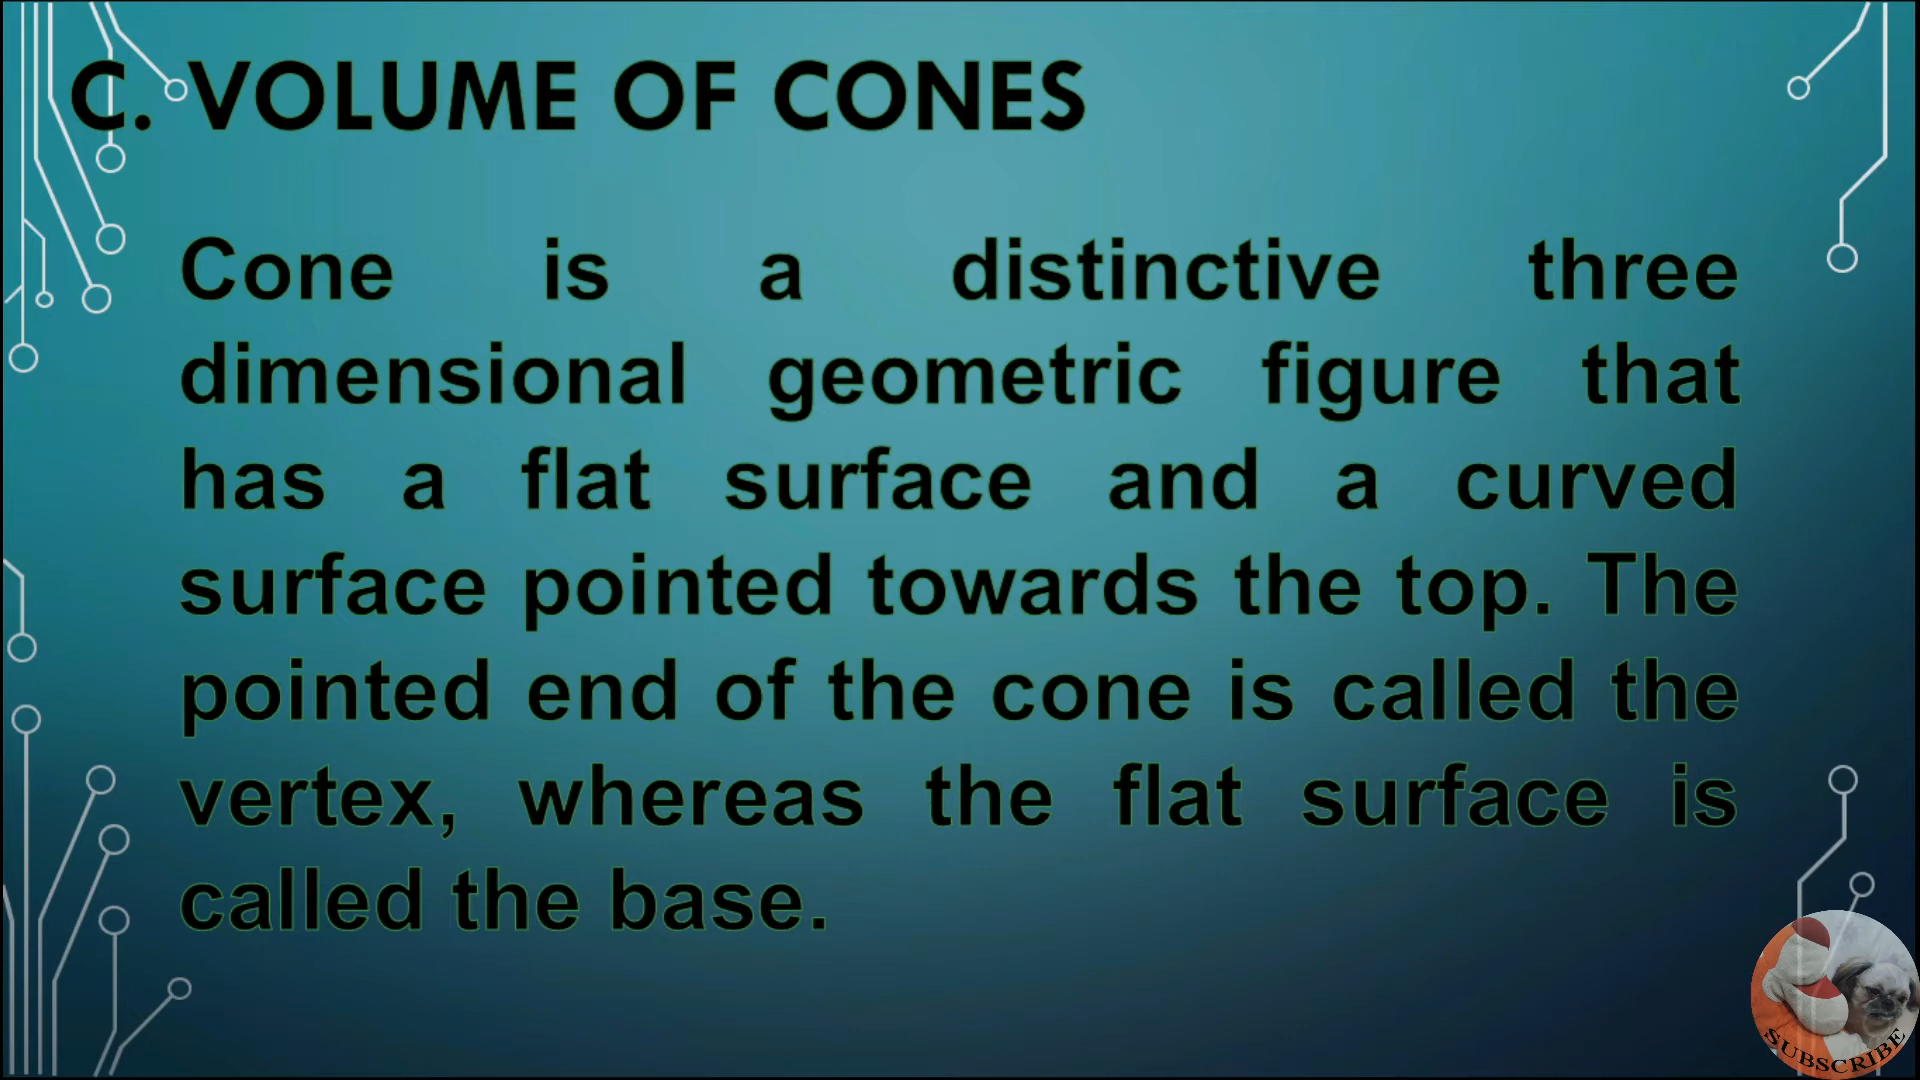 C. VOLUME OF CONES
Cone is a distinctive three
dimensional geometric figure that
has a flat surface and a curved
surface pointed towards the top. The
pointed end of the cone is called the
vertex, whereas the flat surface is
called the base.
SUBSCRIBE